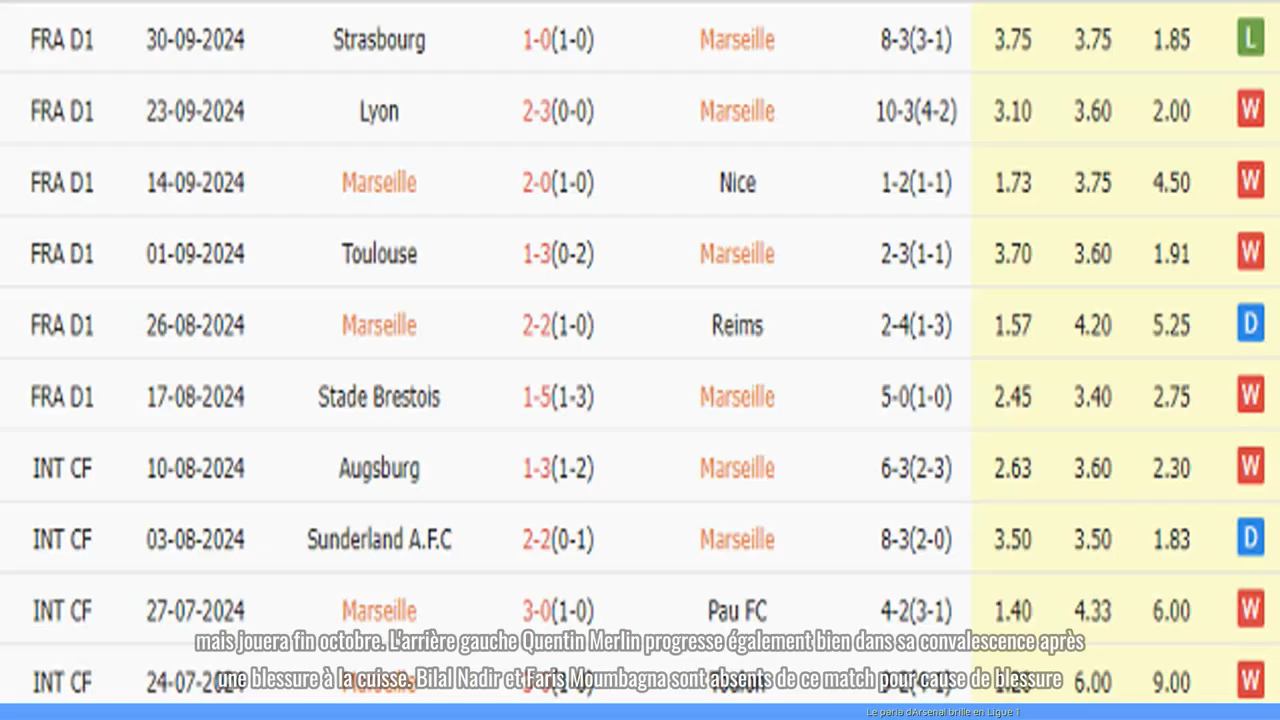 FRA D1 30-09-2024 Strasbourg 1-0(1-0) Marseille 8-3(3-1) 3.75 3.75 1.85 L
FRA D1 23-09-2024 Lyon 2-3(0-0) Marseille 10-3(4-2) 3.10 3.60 2.00 W
FRA D1 14-09-2024 Marseille 2-0(1-0) Nice 1-2(1-1) 1.73 3.75 4.50 W
FRA D1 01-09-2024 Toulouse 1-3(0-2) Marseille 2-3(1-1) 3.70 3.60 1.91 W
FRA D1 26-08-2024 Marseille 2-2(1-0) Reims 2-4(1-3) 1.57 4.20 5.25 D
FRA D1 17-08-2024 Stade Brestois 1-5(1-3) Marseille 5-0(1-0) 2.45 3.40 2.75 W
INT CF 10-08-2024 Augsburg 1-3(1-2) Marseille 6-3(2-3) 2.63 3.60 2.30 W
INT CF 03-08-2024 Sunderland A.F.C 2-2(0-1) Marseille 8-3(2-0) 3.50 3.50 1.83 D
INT CF 27-07-2024 Marseille 3-0(1-0) Pau FC 4-2(3-1) 1.40 4.33 6.00 W
mais jouera fin octobre. L'arrière gauche Quentin Merlin progresse également bien dans sa convalescence après
INT CF 24-07-2024 6.00 9.00 W
une blessure à la cuisse. Bilal Nadir et Faris Moumbagna sont absents de ce match pour cause de blessure
Le paria dArsenal brille en Ligue 1